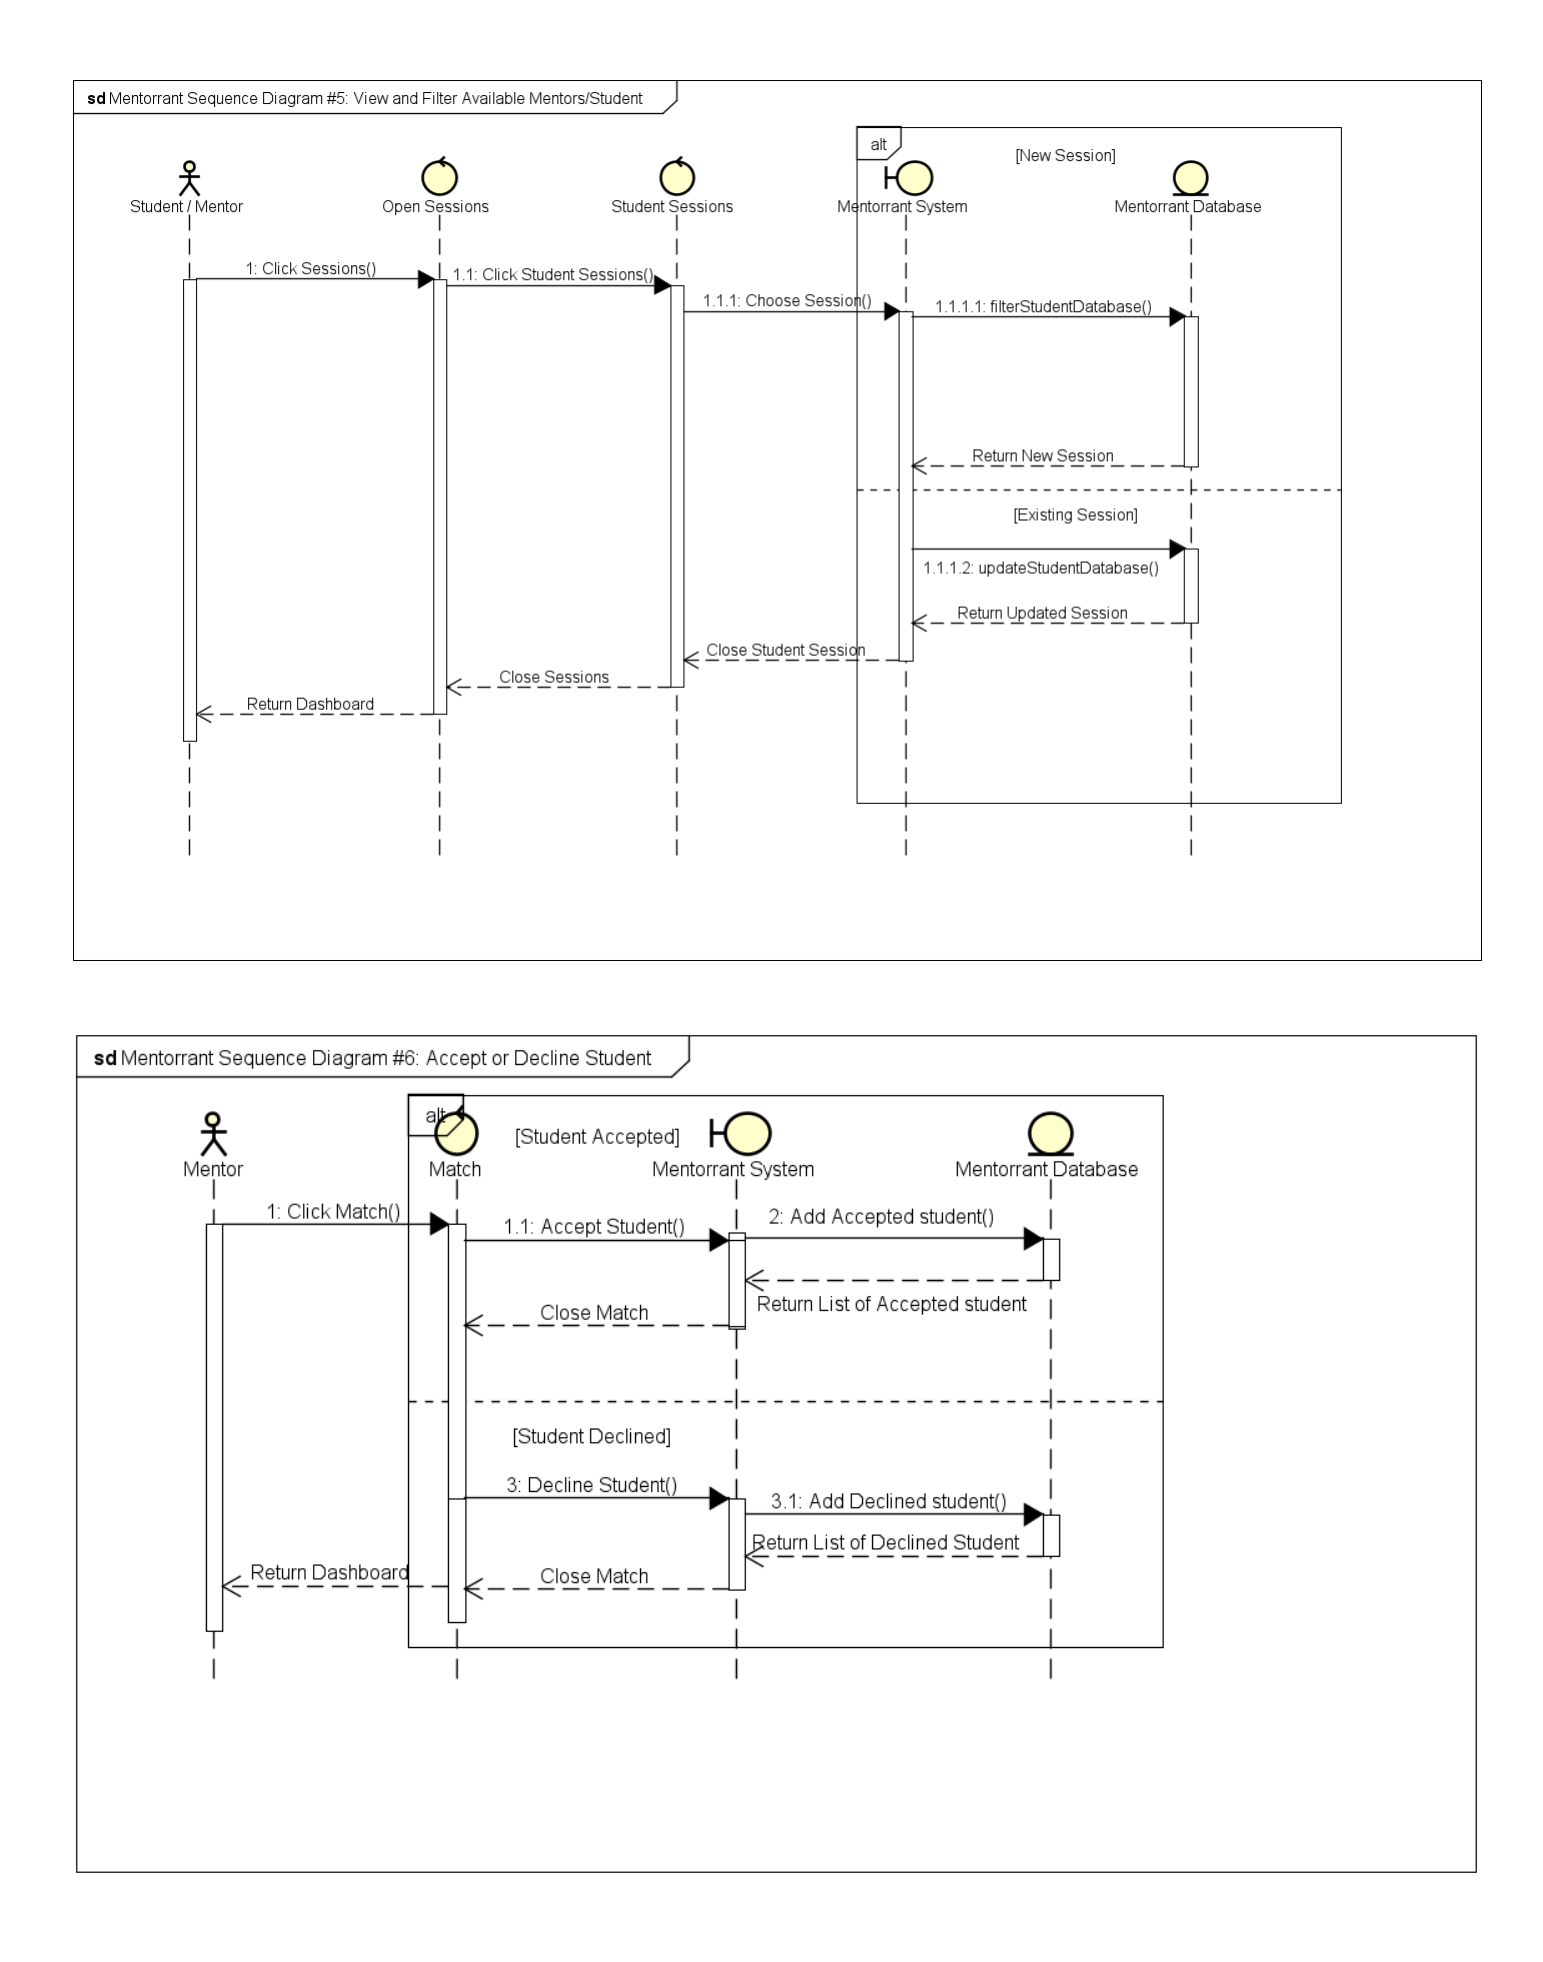 sd Mentorrant Sequence Diagram #5: View and Filter Available Mentors/Student
alt
[New Session]
Student / Mentor
Open Sessions
Student Sessions
Mentorrant System
Mentorrant Database
1: Click Sessions()
1.1: Click Student Sessions()
1.1.1: Choose Session()
1.1.1.1: filterStudentDatabase()
Return New Session
[Existing Session]
1.1.1.2: updateStudentDatabase()
Return Updated Session
Close Student Session
Close Sessions
Return Dashboard
sd Mentorrant Sequence Diagram #6: Accept or Decline Student
alt
[Student Accepted]
Mentor
Match
Mentorrant System
Mentorrant Database
1: Click Match()
1.1: Accept Student()
2: Add Accepted student()
Return List of Accepted student
Close Match
[Student Declined]
3: Decline Student()
3.1: Add Declined student()
Return List of Declined Student
Return Dashboard
Close Match